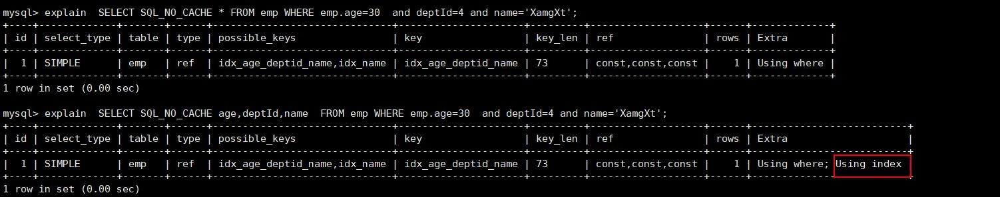 mysql> explain  SELECT SQL_NO_CACHE * FROM emp WHERE emp.age=30  and deptId=4 and name='XamgXt';
+----+-------------+-------+------+------------------------------+---------------------+---------+-------------------+------+-------------+
| id | select_type | table | type | possible_keys                | key                 | key_len | ref               | rows | Extra       |
+----+-------------+-------+------+------------------------------+---------------------+---------+-------------------+------+-------------+
|  1 | SIMPLE      | emp   | ref  | idx_age_deptid_name,idx_name | idx_age_deptid_name | 73      | const,const,const |    1 | Using where |
+----+-------------+-------+------+------------------------------+---------------------+---------+-------------------+------+-------------+
1 row in set (0.00 sec)
mysql> explain  SELECT SQL_NO_CACHE age,deptId,name  FROM emp WHERE emp.age=30  and deptId=4 and name='XamgXt';
+----+-------------+-------+------+------------------------------+---------------------+---------+-------------------+------+--------------------------+
| id | select_type | table | type | possible_keys                | key                 | key_len | ref               | rows | Extra                    |
+----+-------------+-------+------+------------------------------+---------------------+---------+-------------------+------+--------------------------+
|  1 | SIMPLE      | emp   | ref  | idx_age_deptid_name,idx_name | idx_age_deptid_name | 73      | const,const,const |    1 | Using where; Using index |
+----+-------------+-------+------+------------------------------+---------------------+---------+-------------------+------+--------------------------+
1 row in set (0.00 sec)